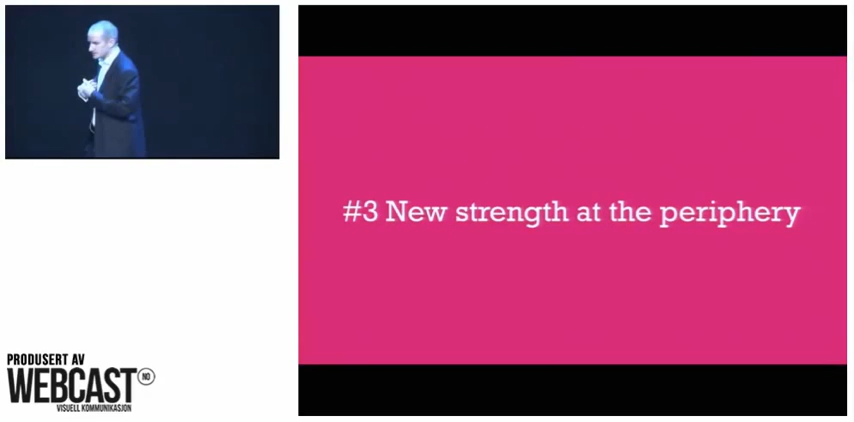 #3 New strength at the periphery
PRODUSERT AV
WEBCAST NO
VISUELL KOMMUNIKASJON